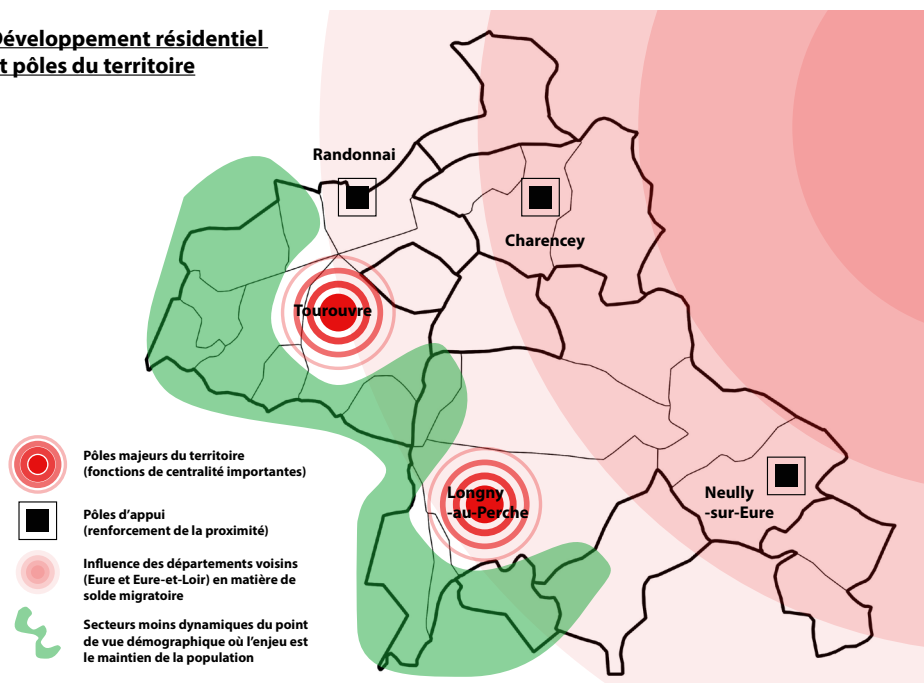 éveloppement résidentiel
t pôles du territoire
Randonnai
Charencey
Tourouvre
Longny
-au-Perche
Neully
-sur-Eure
Pôles majeurs du territoire
(fonctions de centralité importantes)
Pôles d'appui
(renforcement de la proximité)
Influence des départements voisins
(Eure et Eure-et-Loir) en matière de
solde migratoire
Secteurs moins dynamiques du point
de vue démographique où l'enjeu est
le maintien de la population